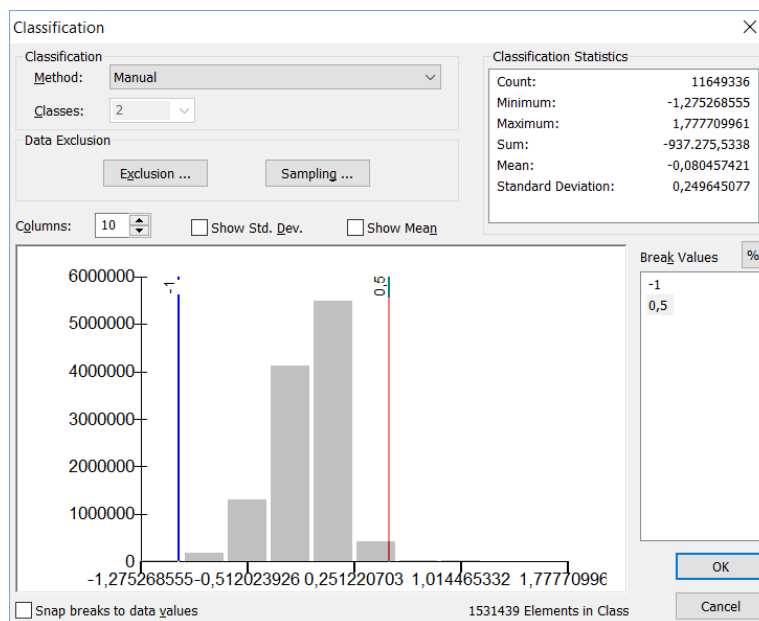 Classification
Classification
Method: Manual
Classes: 2
Data Exclusion
Exclusion ...
Sampling ...
Classification Statistics
Count: 11649336
Minimum: -1,275268555
Maximum: 1,777709961
Sum: -937.275,5338
Mean: -0,080457421
Standard Deviation: 0,249645077
Columns: 10
Show Std. Dev.
Show Mean
Break Values
%
-1
0,5
6000000
5000000
4000000
3000000
2000000
1000000
0
-1
0,5
-1,275268555 -0,512023926 0,251220703 1,014465332 1,77770996
OK
Cancel
Snap breaks to data values
1531439 Elements in Class